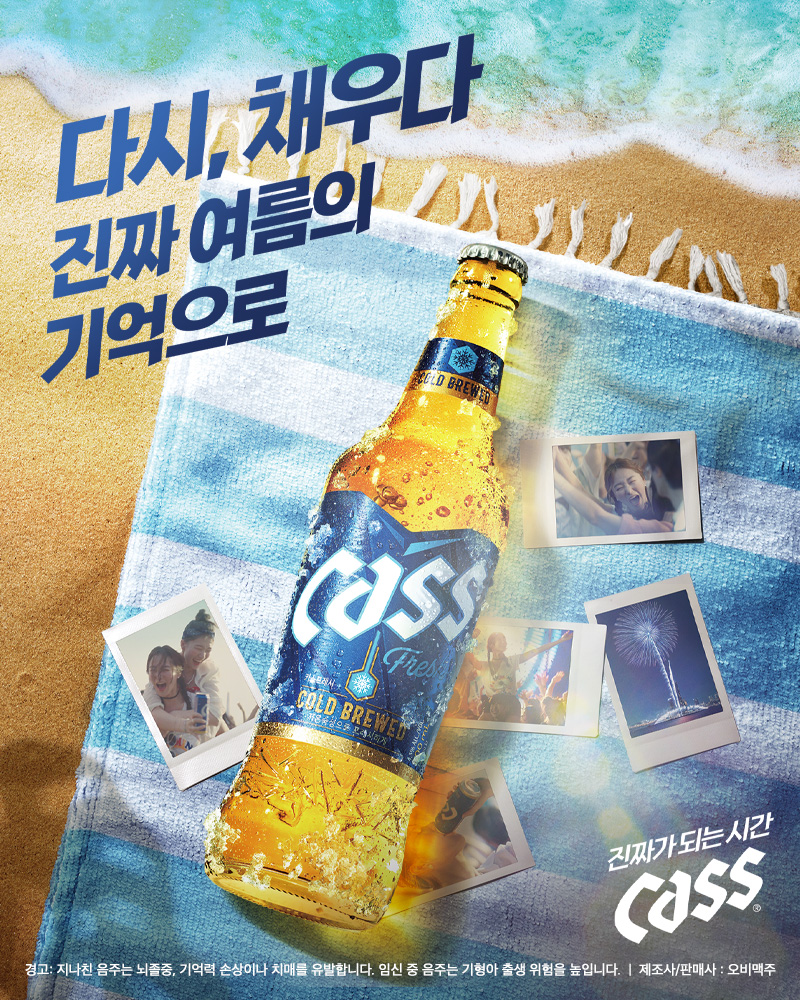 다시, 채우다
진짜 여름의
기억으로
COLD BREWED
Cass
Fresh
COLD BREWED
진짜가 되는 시간
Cass®
경고: 지나친 음주는 뇌졸중, 기억력 손상이나 치매를 유발합니다. 임신 중 음주는 기형아 출생 위험을 높입니다. | 제조사/판매사 : 오비맥주